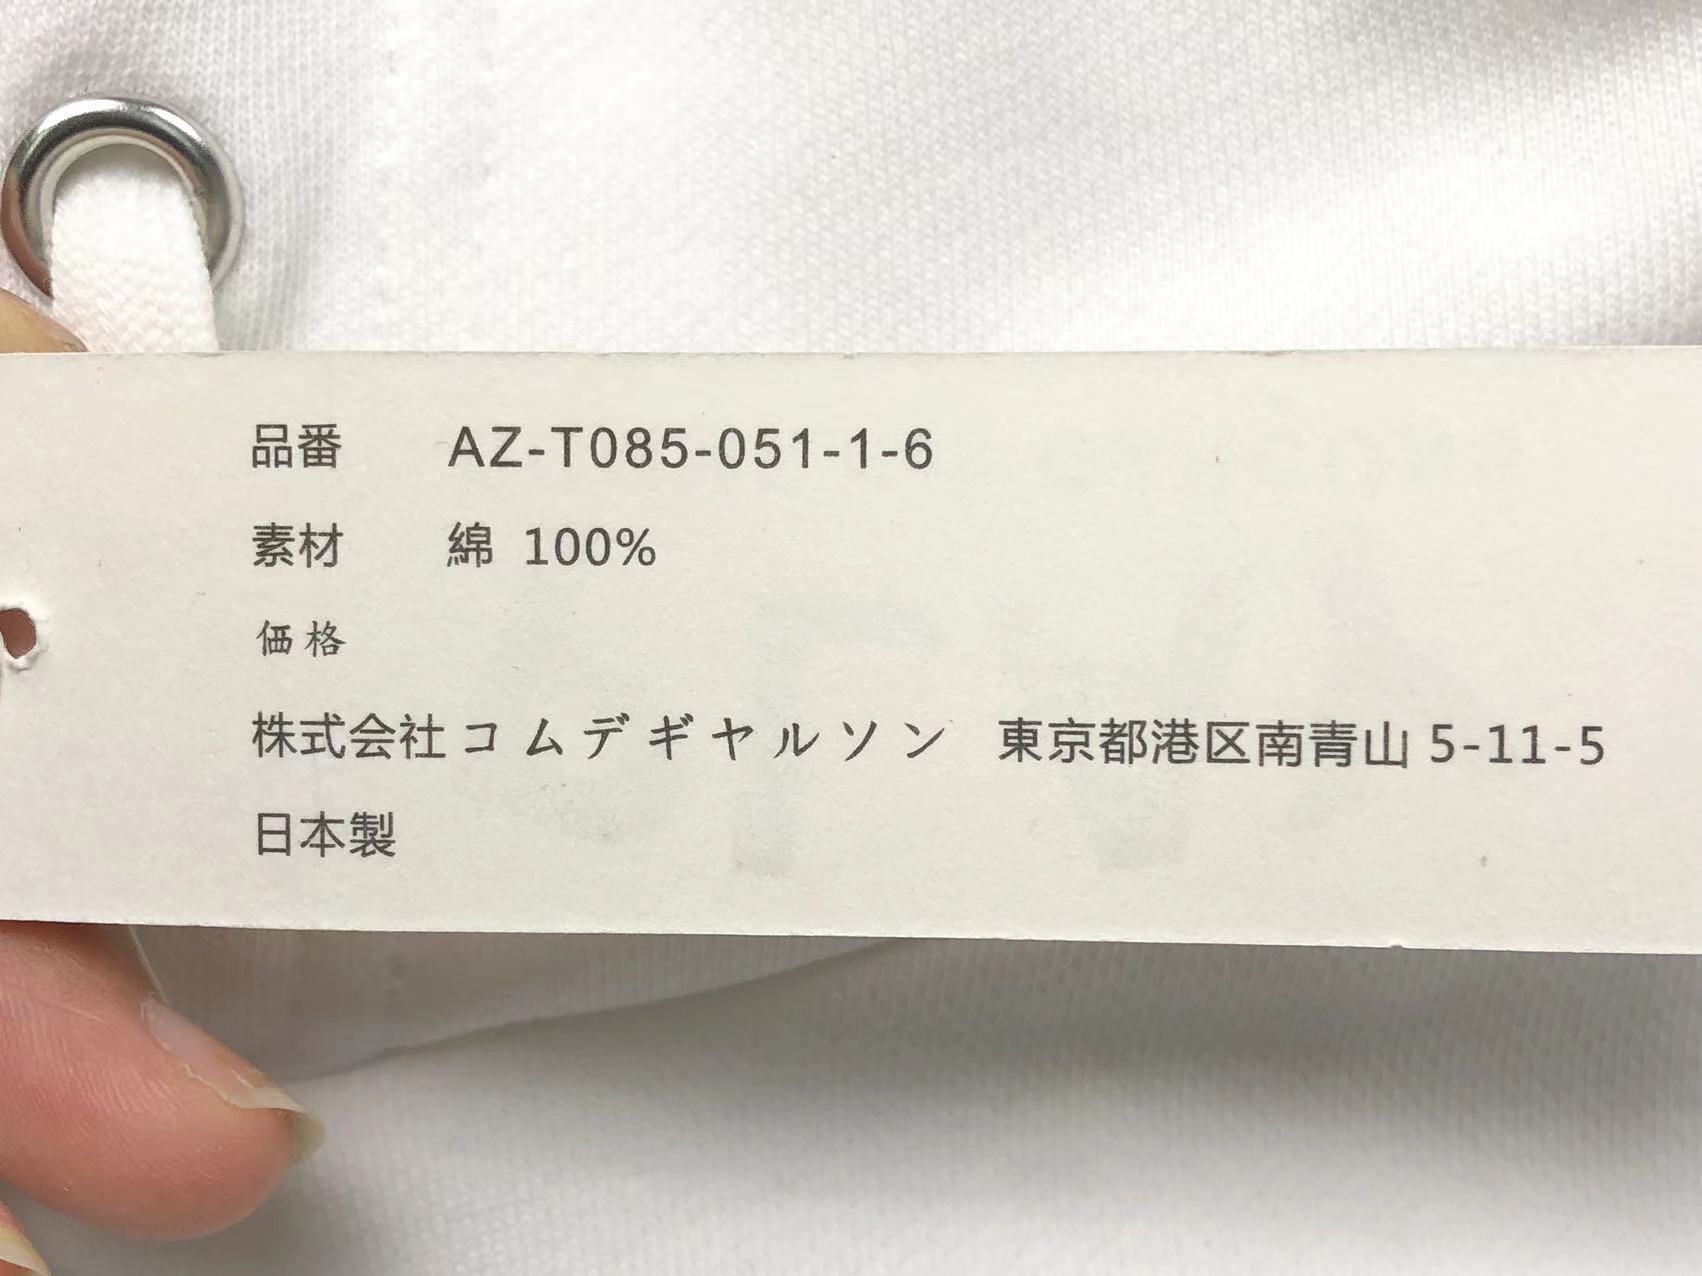 品番 AZ-T085-051-1-6
素材 綿 100%
価格
株式会社コムデギヤルソン 東京都港区南青山 5-11-5
日本製